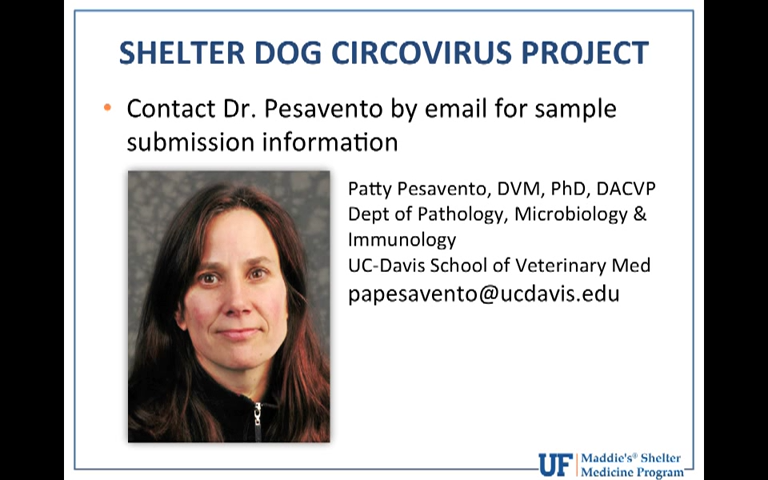 SHELTER DOG CIRCOVIRUS PROJECT
• Contact Dr. Pesavento by email for sample
submission information
Patty Pesavento, DVM, PhD, DACVP
Dept of Pathology, Microbiology &
Immunology
UC-Davis School of Veterinary Med
papesavento@ucdavis.edu
UF Maddie's® Shelter
Medicine Program